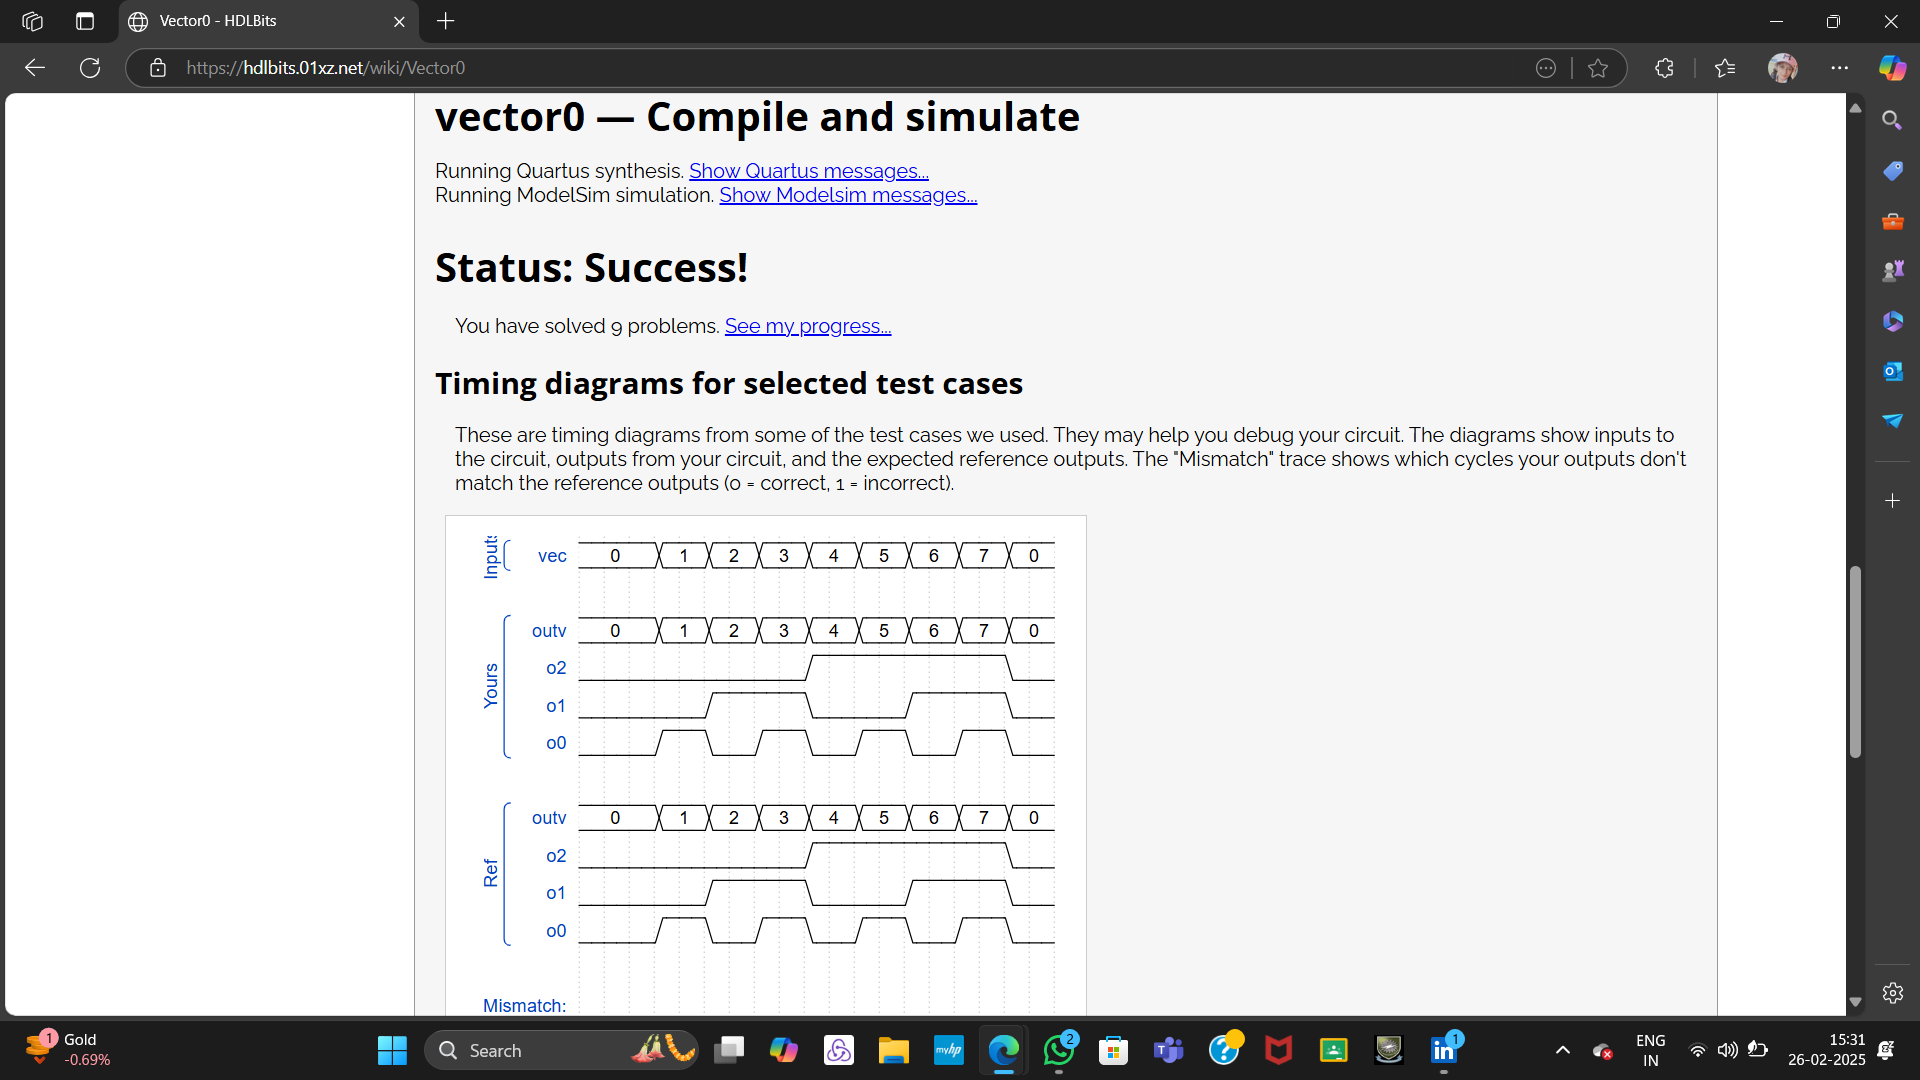 Vector0 - HDLBits
https://hdlbits.01xz.net/wiki/Vector0
vector0 — Compile and simulate
Running Quartus synthesis. Show Quartus messages...
Running ModelSim simulation. Show Modelsim messages...
Status: Success!
You have solved 9 problems. See my progress...
Timing diagrams for selected test cases
These are timing diagrams from some of the test cases we used. They may help you debug your circuit. The diagrams show inputs to
the circuit, outputs from your circuit, and the expected reference outputs. The "Mismatch" trace shows which cycles your outputs don't
match the reference outputs (0 = correct, 1 = incorrect).
Inputs
vec 0 1 2 3 4 5 6 7 0
Yours
outv 0 1 2 3 4 5 6 7 0
o2
o1
o0
Ref
outv 0 1 2 3 4 5 6 7 0
o2
o1
o0
Mismatch:
1
Gold
-0.69%
Search
myhp
2
1
ENG
IN
15:31
26-02-2025